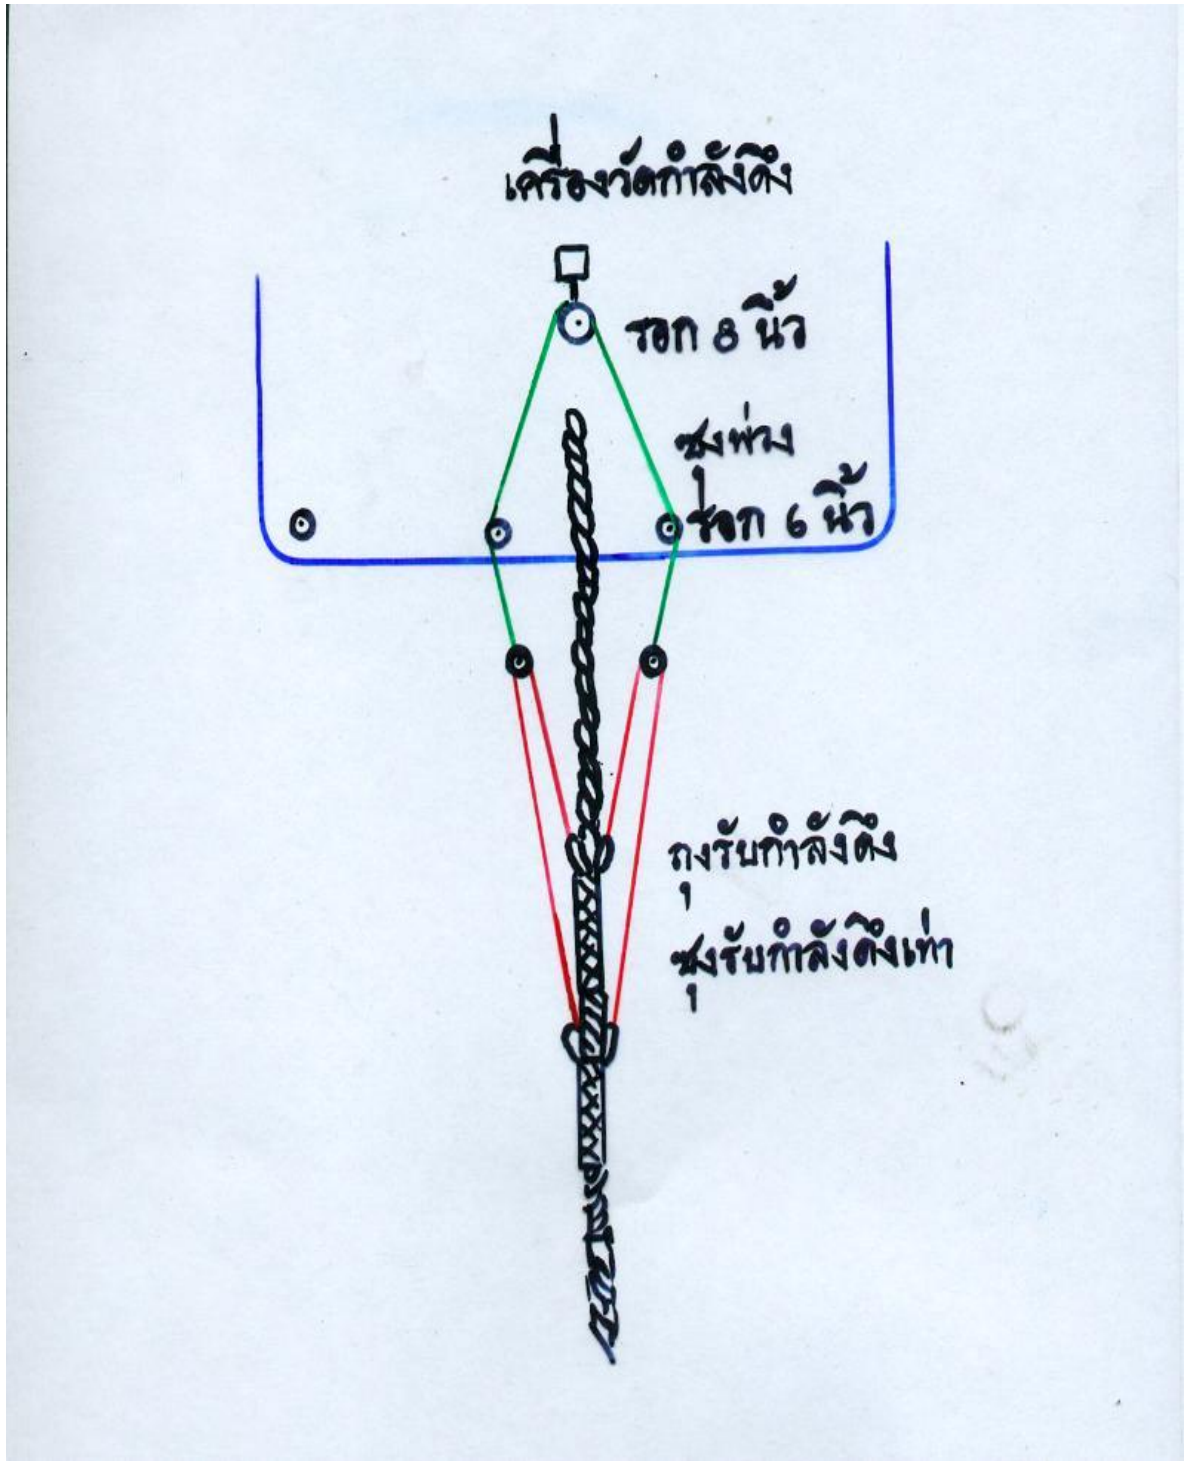 เครื่องวัดกำลังดึง
รอก 8 นิ้ว
ซุงพ่วง
รอก 6 นิ้ว
ถุงรับกำลังดึง
ซุงรับกำลังดึงเท่า